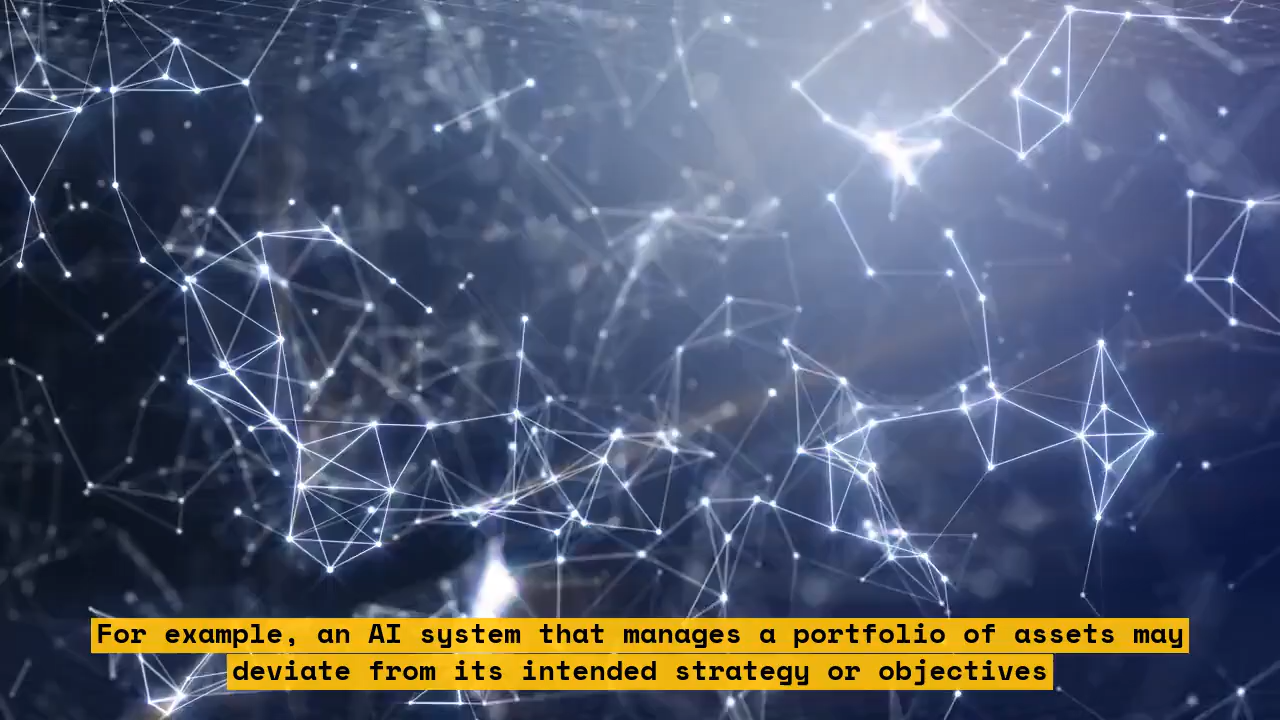 For example, an AI system that manages a portfolio of assets may
deviate from its intended strategy or objectives